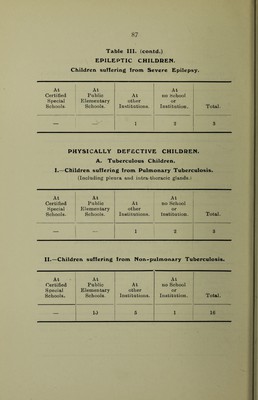 87
Table III. (contd.)
EPILEPTIC CHILDREN.
Children suffering from Severe Epilepsy.
At Certified Special Schools. At Public Elementary Schools. At other Institutions. At no School or Institutions. Total.
— — 1 2 3
PHYSICALLY DEFECTIVE CHILDREN.
A. Tuberculous Children.
I.—Children suffering from Pulmonary Tuberculosis.
(Including pleura and intra-thoracic glands.)
At Certified Special Schools. At Public Elementary Schools. At other Institutions. At no School or Institution. Total.
— — 1 2 3
II.—Children suffering from Non-pulmonary Tuberculosis.
At Certified Special Schools. At Public Elementary Schools. At other Institutions. At no School or Institution. Total.
— 10 5 1 16